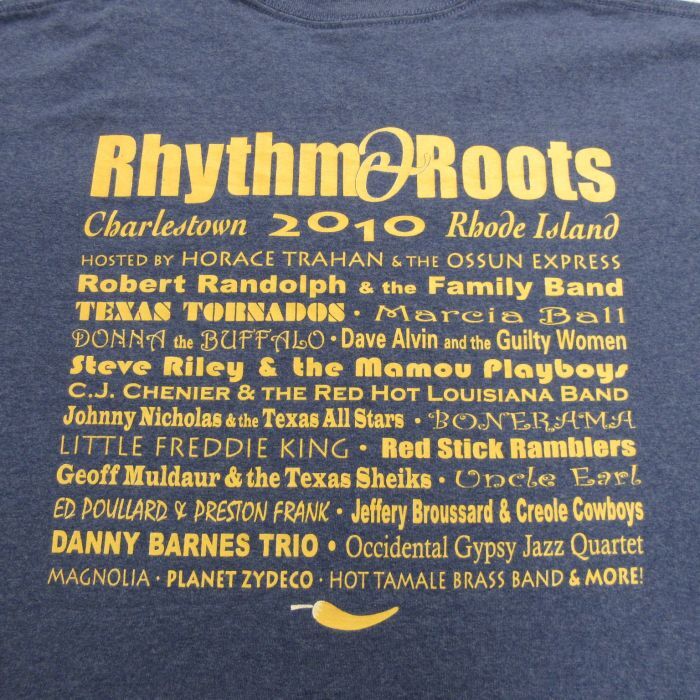 Rhythm & Roots
Charlestown 2010 Rhode Island
HOSTED BY HORACE TRAHAN & THE OSSUN EXPRESS
Robert Randolph & the Family Band
TEXAS TORNADOS · Marcia Ball
DONNA the BUFFALO · Dave Alvin and the Guilty Women
Steve Riley & the Mamou Playboys
C.J. CHENIER & THE RED HOT LOUISIANA BAND
Johnny Nicholas & the Texas All Stars · BONERAMA
LITTLE FREDDIE KING · Red Stick Ramblers
Geoff Muldaur & the Texas Sheiks · Uncle Earl
ED POULLARD & PRESTON FRANK · Jeffery Broussard & Creole Cowboys
DANNY BARNES TRIO · Occidental Gypsy Jazz Quartet
MAGNOLIA · PLANET ZYDECO · HOT TAMALE BRASS BAND & MORE!